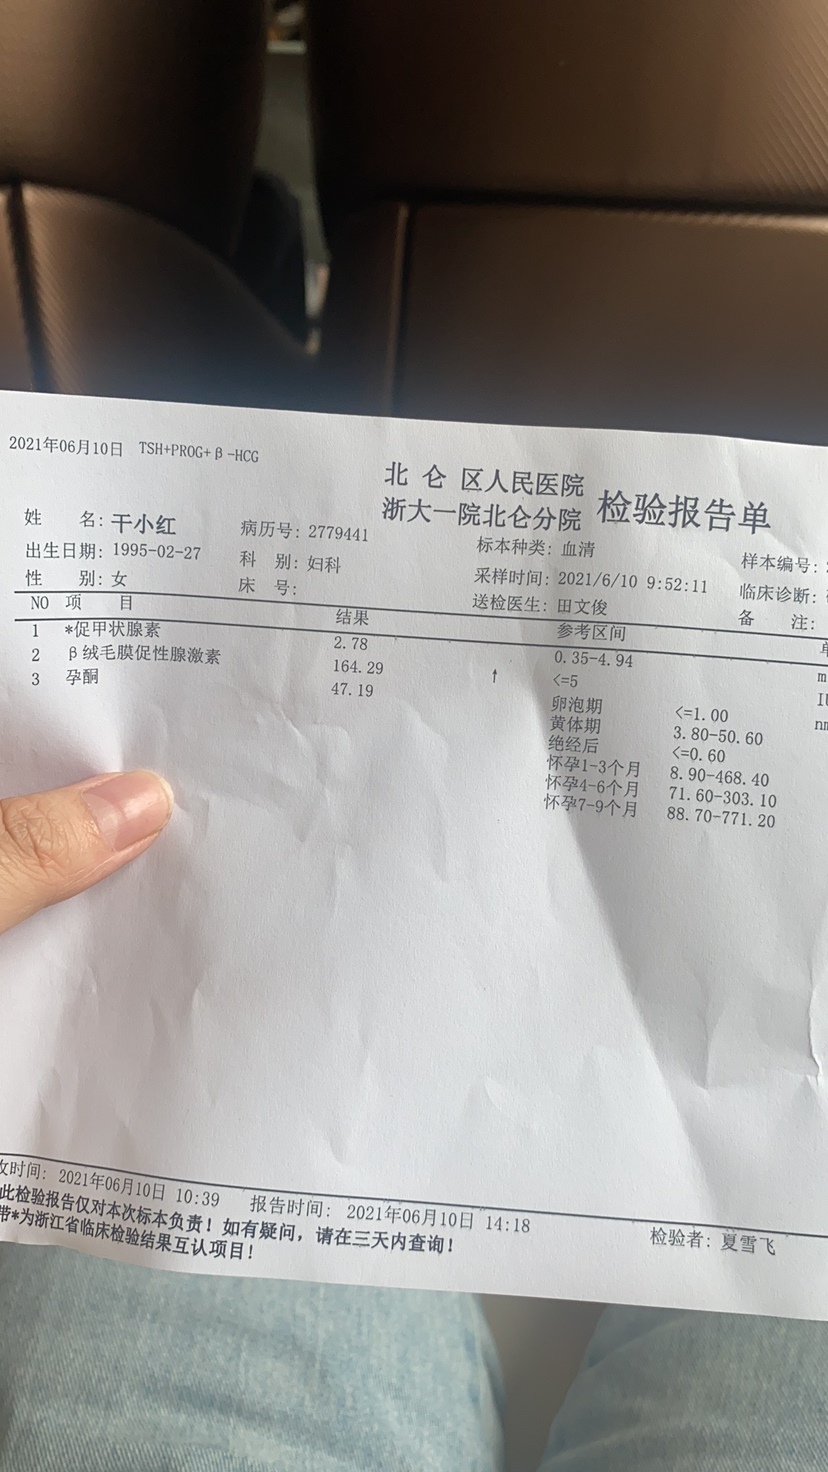 2021年06月10日 TSH+PROG+β-HCG
北仑区人民医院
浙大一院北仑分院 检验报告单
姓 名: 干小红 病历号: 2779441 标本种类: 血清 样本编号:
出生日期: 1995-02-27 科 别: 妇科 采样时间: 2021/6/10 9:52:11 临床诊断:
性 别: 女 床 号: 送检医生: 田文俊 备 注:
NO 项 目 结果 参考区间
1 *促甲状腺素 2.78 0.35-4.94
2 β绒毛膜促性腺激素 164.29 ↑ <=5
3 孕酮 47.19 卵泡期 <=1.00
黄体期 3.80-50.60
绝经后 <=0.60
怀孕1-3个月 8.90-468.40
怀孕4-6个月 71.60-303.10
怀孕7-9个月 88.70-771.20
时间: 2021年06月10日 10:39 报告时间: 2021年06月10日 14:18 检验者: 夏雪飞
此检验报告仅对本次标本负责!如有疑问,请在三天内查询!
带*为浙江省临床检验结果互认项目!